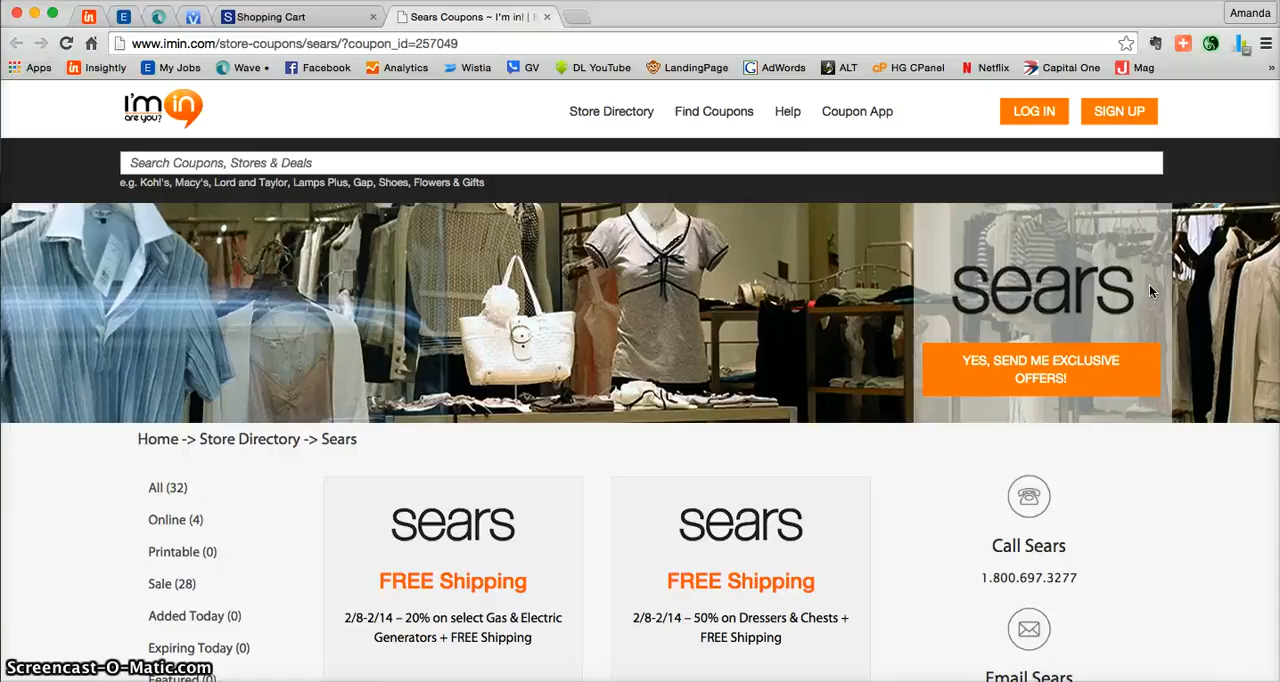 Shopping Cart
Sears Coupons ~ I'm in! | E
Amanda
www.imin.com/store-coupons/sears/?coupon_id=257049
Apps
Insightly
My Jobs
Wave •
Facebook
Analytics
Wistia
GV
DL YouTube
LandingPage
AdWords
ALT
HG CPanel
Netflix
Capital One
Mag
»
I'm in
are you?
Store Directory
Find Coupons
Help
Coupon App
LOG IN
SIGN UP
Search Coupons, Stores & Deals
e.g. Kohl's, Macy's, Lord and Taylor, Lamps Plus, Gap, Shoes, Flowers & Gifts
sears
YES, SEND ME EXCLUSIVE
OFFERS!
Home -> Store Directory -> Sears
All (32)
Online (4)
Printable (0)
Sale (28)
Added Today (0)
Expiring Today (0)
Featured (0)
sears
FREE Shipping
2/8-2/14 – 20% on select Gas & Electric
Generators + FREE Shipping
sears
FREE Shipping
2/8-2/14 – 50% on Dressers & Chests +
FREE Shipping
Call Sears
1.800.697.3277
Email Sears
Screencast-O-Matic.com